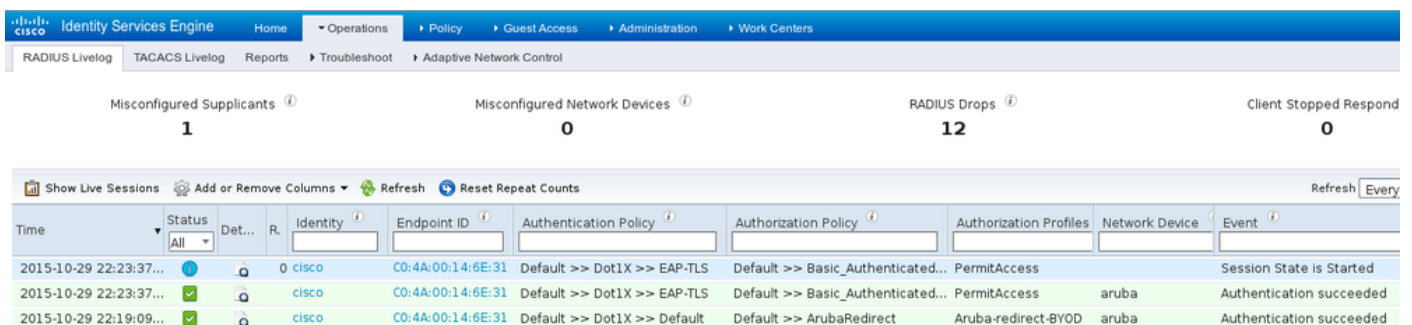 cisco Identity Services Engine Home Operations Policy Guest Access Administration Work Centers
RADIUS Livelog TACACS Livelog Reports Troubleshoot Adaptive Network Control
Misconfigured Supplicants Misconfigured Network Devices RADIUS Drops Client Stopped Respond
1 0 12 0
Show Live Sessions Add or Remove Columns Refresh Reset Repeat Counts Refresh Every
Time Status Det... R. Identity Endpoint ID Authentication Policy Authorization Policy Authorization Profiles Network Device Event
All
2015-10-29 22:23:37... 0 cisco C0:4A:00:14:6E:31 Default >> Dot1X >> EAP-TLS Default >> Basic_Authenticated... PermitAccess Session State is Started
2015-10-29 22:23:37... cisco C0:4A:00:14:6E:31 Default >> Dot1X >> EAP-TLS Default >> Basic_Authenticated... PermitAccess aruba Authentication succeeded
2015-10-29 22:19:09... cisco C0:4A:00:14:6E:31 Default >> Dot1X >> Default Default >> ArubaRedirect Aruba-redirect-BYOD aruba Authentication succeeded